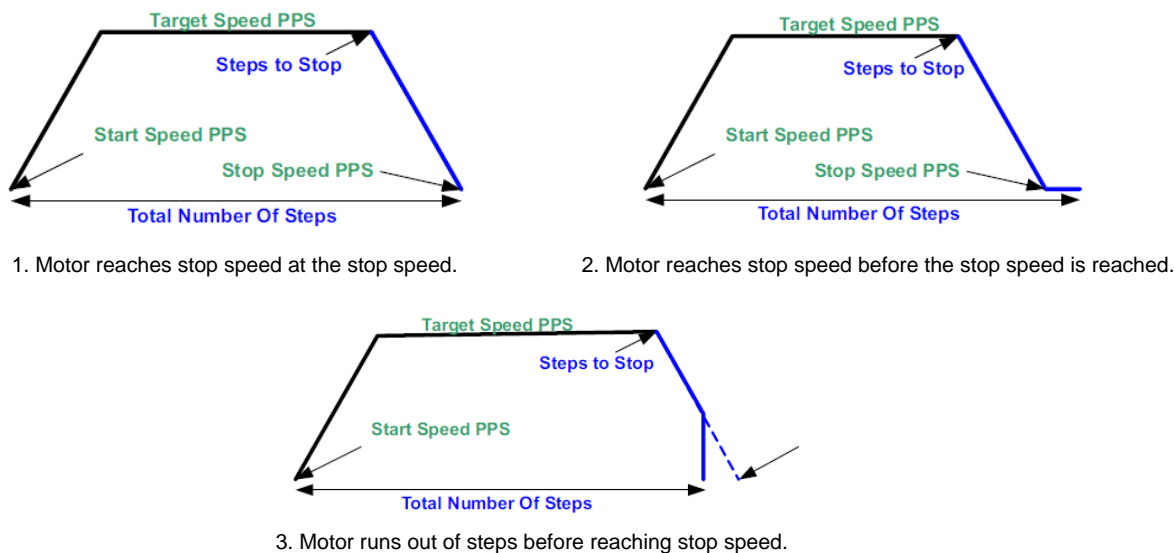 Target Speed PPS
Steps to Stop
Start Speed PPS
Stop Speed PPS
Total Number Of Steps
1. Motor reaches stop speed at the stop speed.
Target Speed PPS
Steps to Stop
Start Speed PPS
Stop Speed PPS
Total Number Of Steps
2. Motor reaches stop speed before the stop speed is reached.
Target Speed PPS
Steps to Stop
Start Speed PPS
Total Number Of Steps
3. Motor runs out of steps before reaching stop speed.